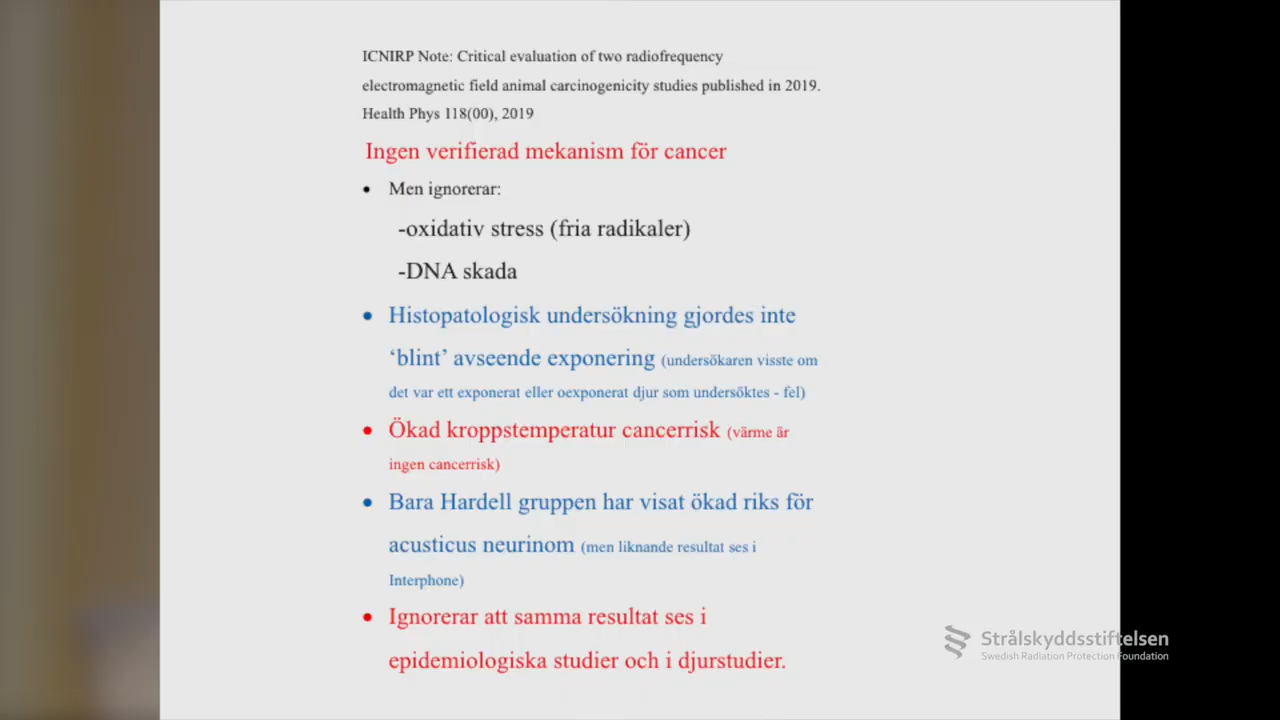 ICNIRP Note: Critical evaluation of two radiofrequency
electromagnetic field animal carcinogenicity studies published in 2019.
Health Phys 118(00), 2019
Ingen verifierad mekanism för cancer
• Men ignorerar:
-oxidativ stress (fria radikaler)
-DNA skada
• Histopatologisk undersökning gjordes inte
‘blint’ avseende exponering (undersökaren visste om
det var ett exponerat eller oexponerat djur som undersöktes - fel)
• Ökad kroppstemperatur cancerrisk (värme är
ingen cancerrisk)
• Bara Hardell gruppen har visat ökad riks för
acusticus neurinom (men liknande resultat ses i
Interphone)
• Ignorerar att samma resultat ses i
epidemiologiska studier och i djurstudier.
Strålskyddsstiftelsen
Swedish Radiation Protection Foundation